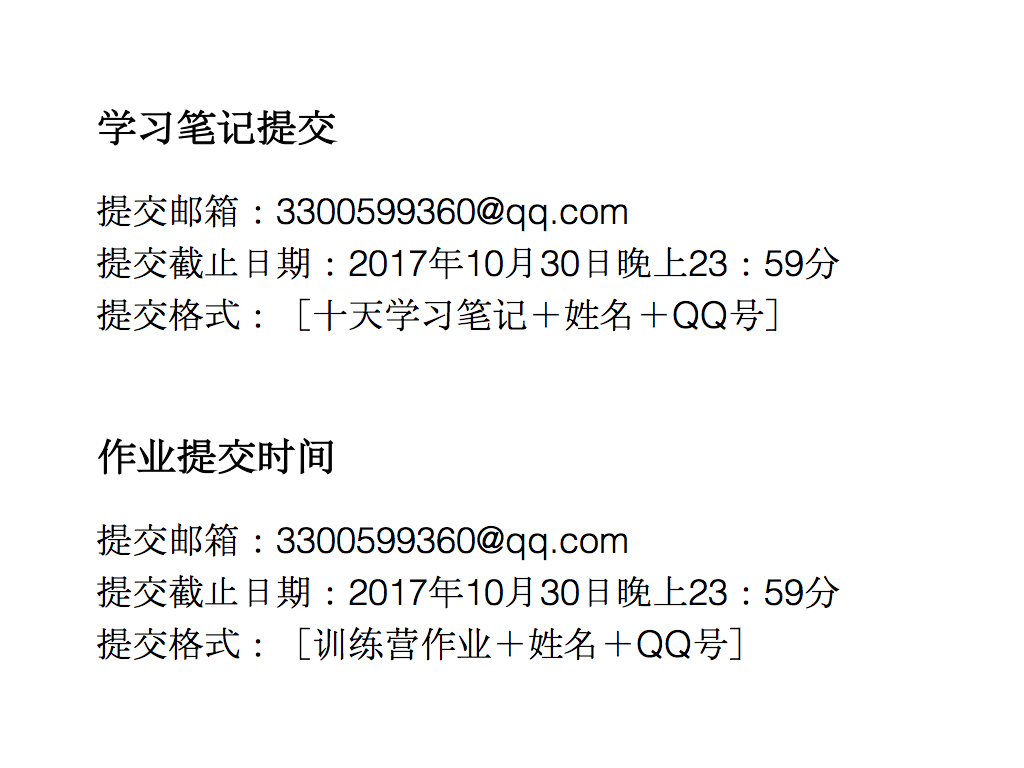 学习笔记提交
提交邮箱：3300599360@qq.com
提交截止日期：2017年10月30日晚上23：59分
提交格式：［十天学习笔记＋姓名＋QQ号］
作业提交时间
提交邮箱：3300599360@qq.com
提交截止日期：2017年10月30日晚上23：59分
提交格式：［训练营作业＋姓名＋QQ号］